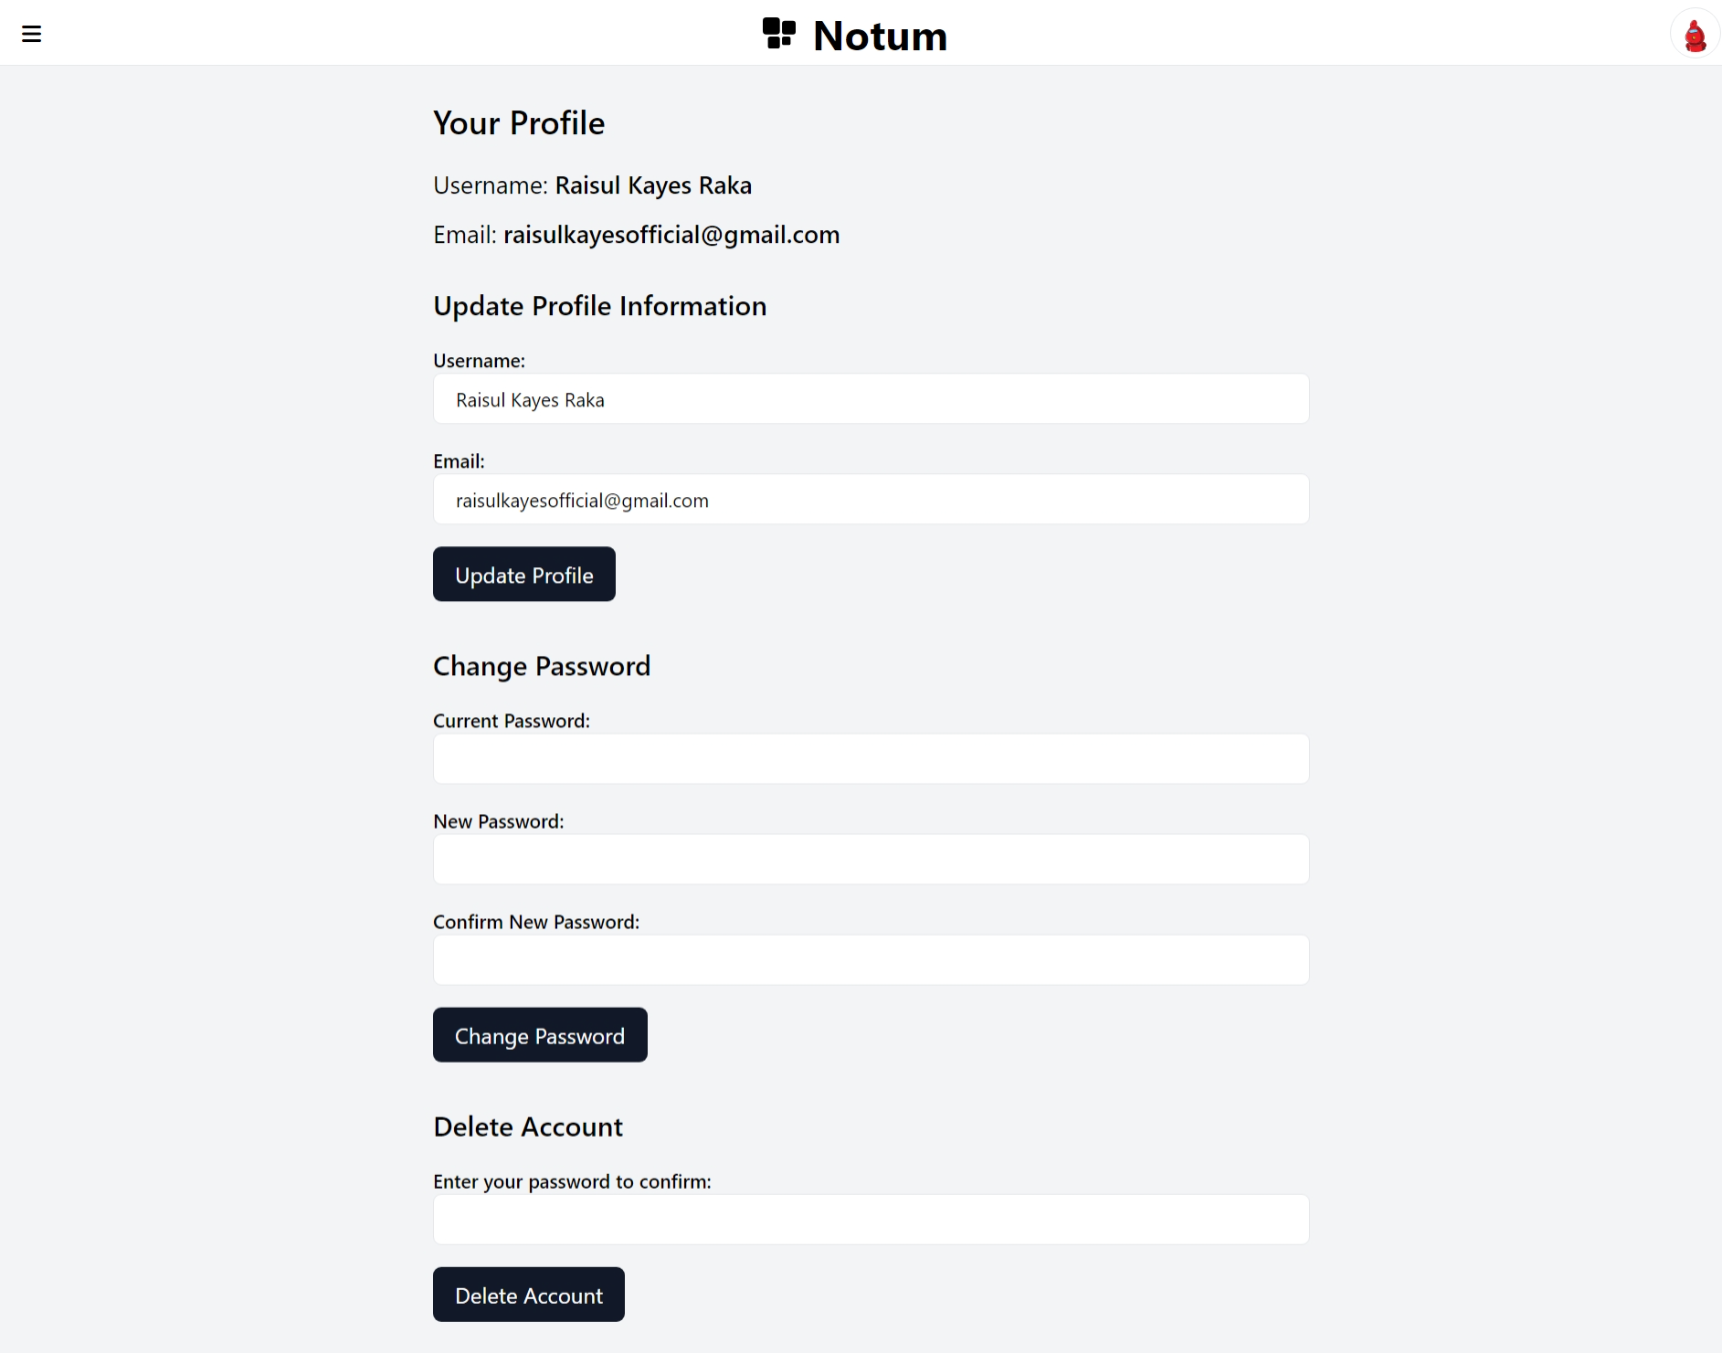 Notum
Your Profile
Username: Raisul Kayes Raka
Email: raisulkayesofficial@gmail.com
Update Profile Information
Username:
Raisul Kayes Raka
Email:
raisulkayesofficial@gmail.com
Update Profile
Change Password
Current Password:
New Password:
Confirm New Password:
Change Password
Delete Account
Enter your password to confirm:
Delete Account